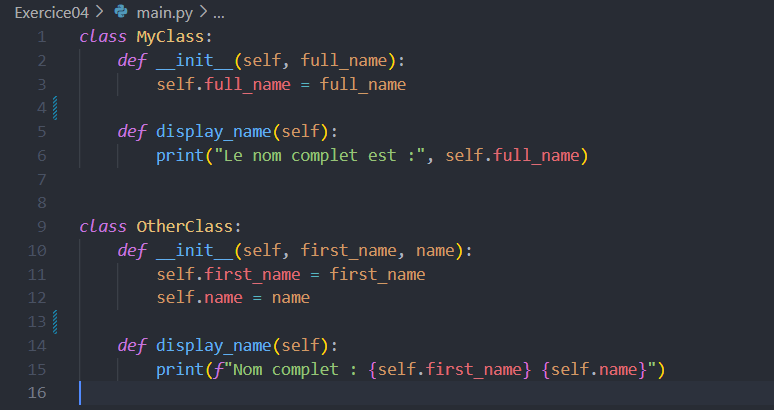 Exercice04 > main.py > ...
1 class MyClass:
2     def __init__(self, full_name):
3         self.full_name = full_name
4
5     def display_name(self):
6         print("Le nom complet est :", self.full_name)
7
8
9 class OtherClass:
10     def __init__(self, first_name, name):
11         self.first_name = first_name
12         self.name = name
13
14     def display_name(self):
15         print(f"Nom complet : {self.first_name} {self.name}")
16